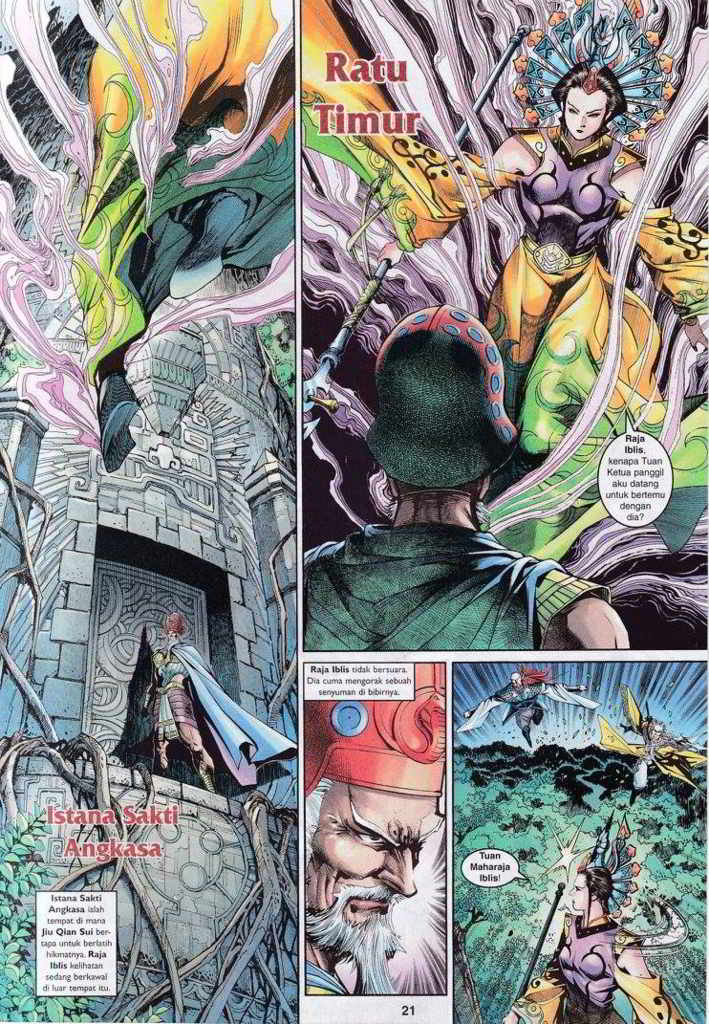 Istana Sakti
Angkasa
Istana Sakti
Angkasa ialah
tempat di mana
Jiu Qian Sui ber-
tapa untuk berlatih
hikmatnya. Raja
Iblis kelihatan
sedang berkawal
di luar tempat itu.
Ratu
Timur
Raja
Iblis,
kenapa Tuan
Ketua panggil
aku datang
untuk bertemu
dengan
dia?
Raja Iblis tidak bersuara.
Dia cuma mengorak sebuah
senyuman di bibirnya.
Tuan
Maharaja
Iblis!
21